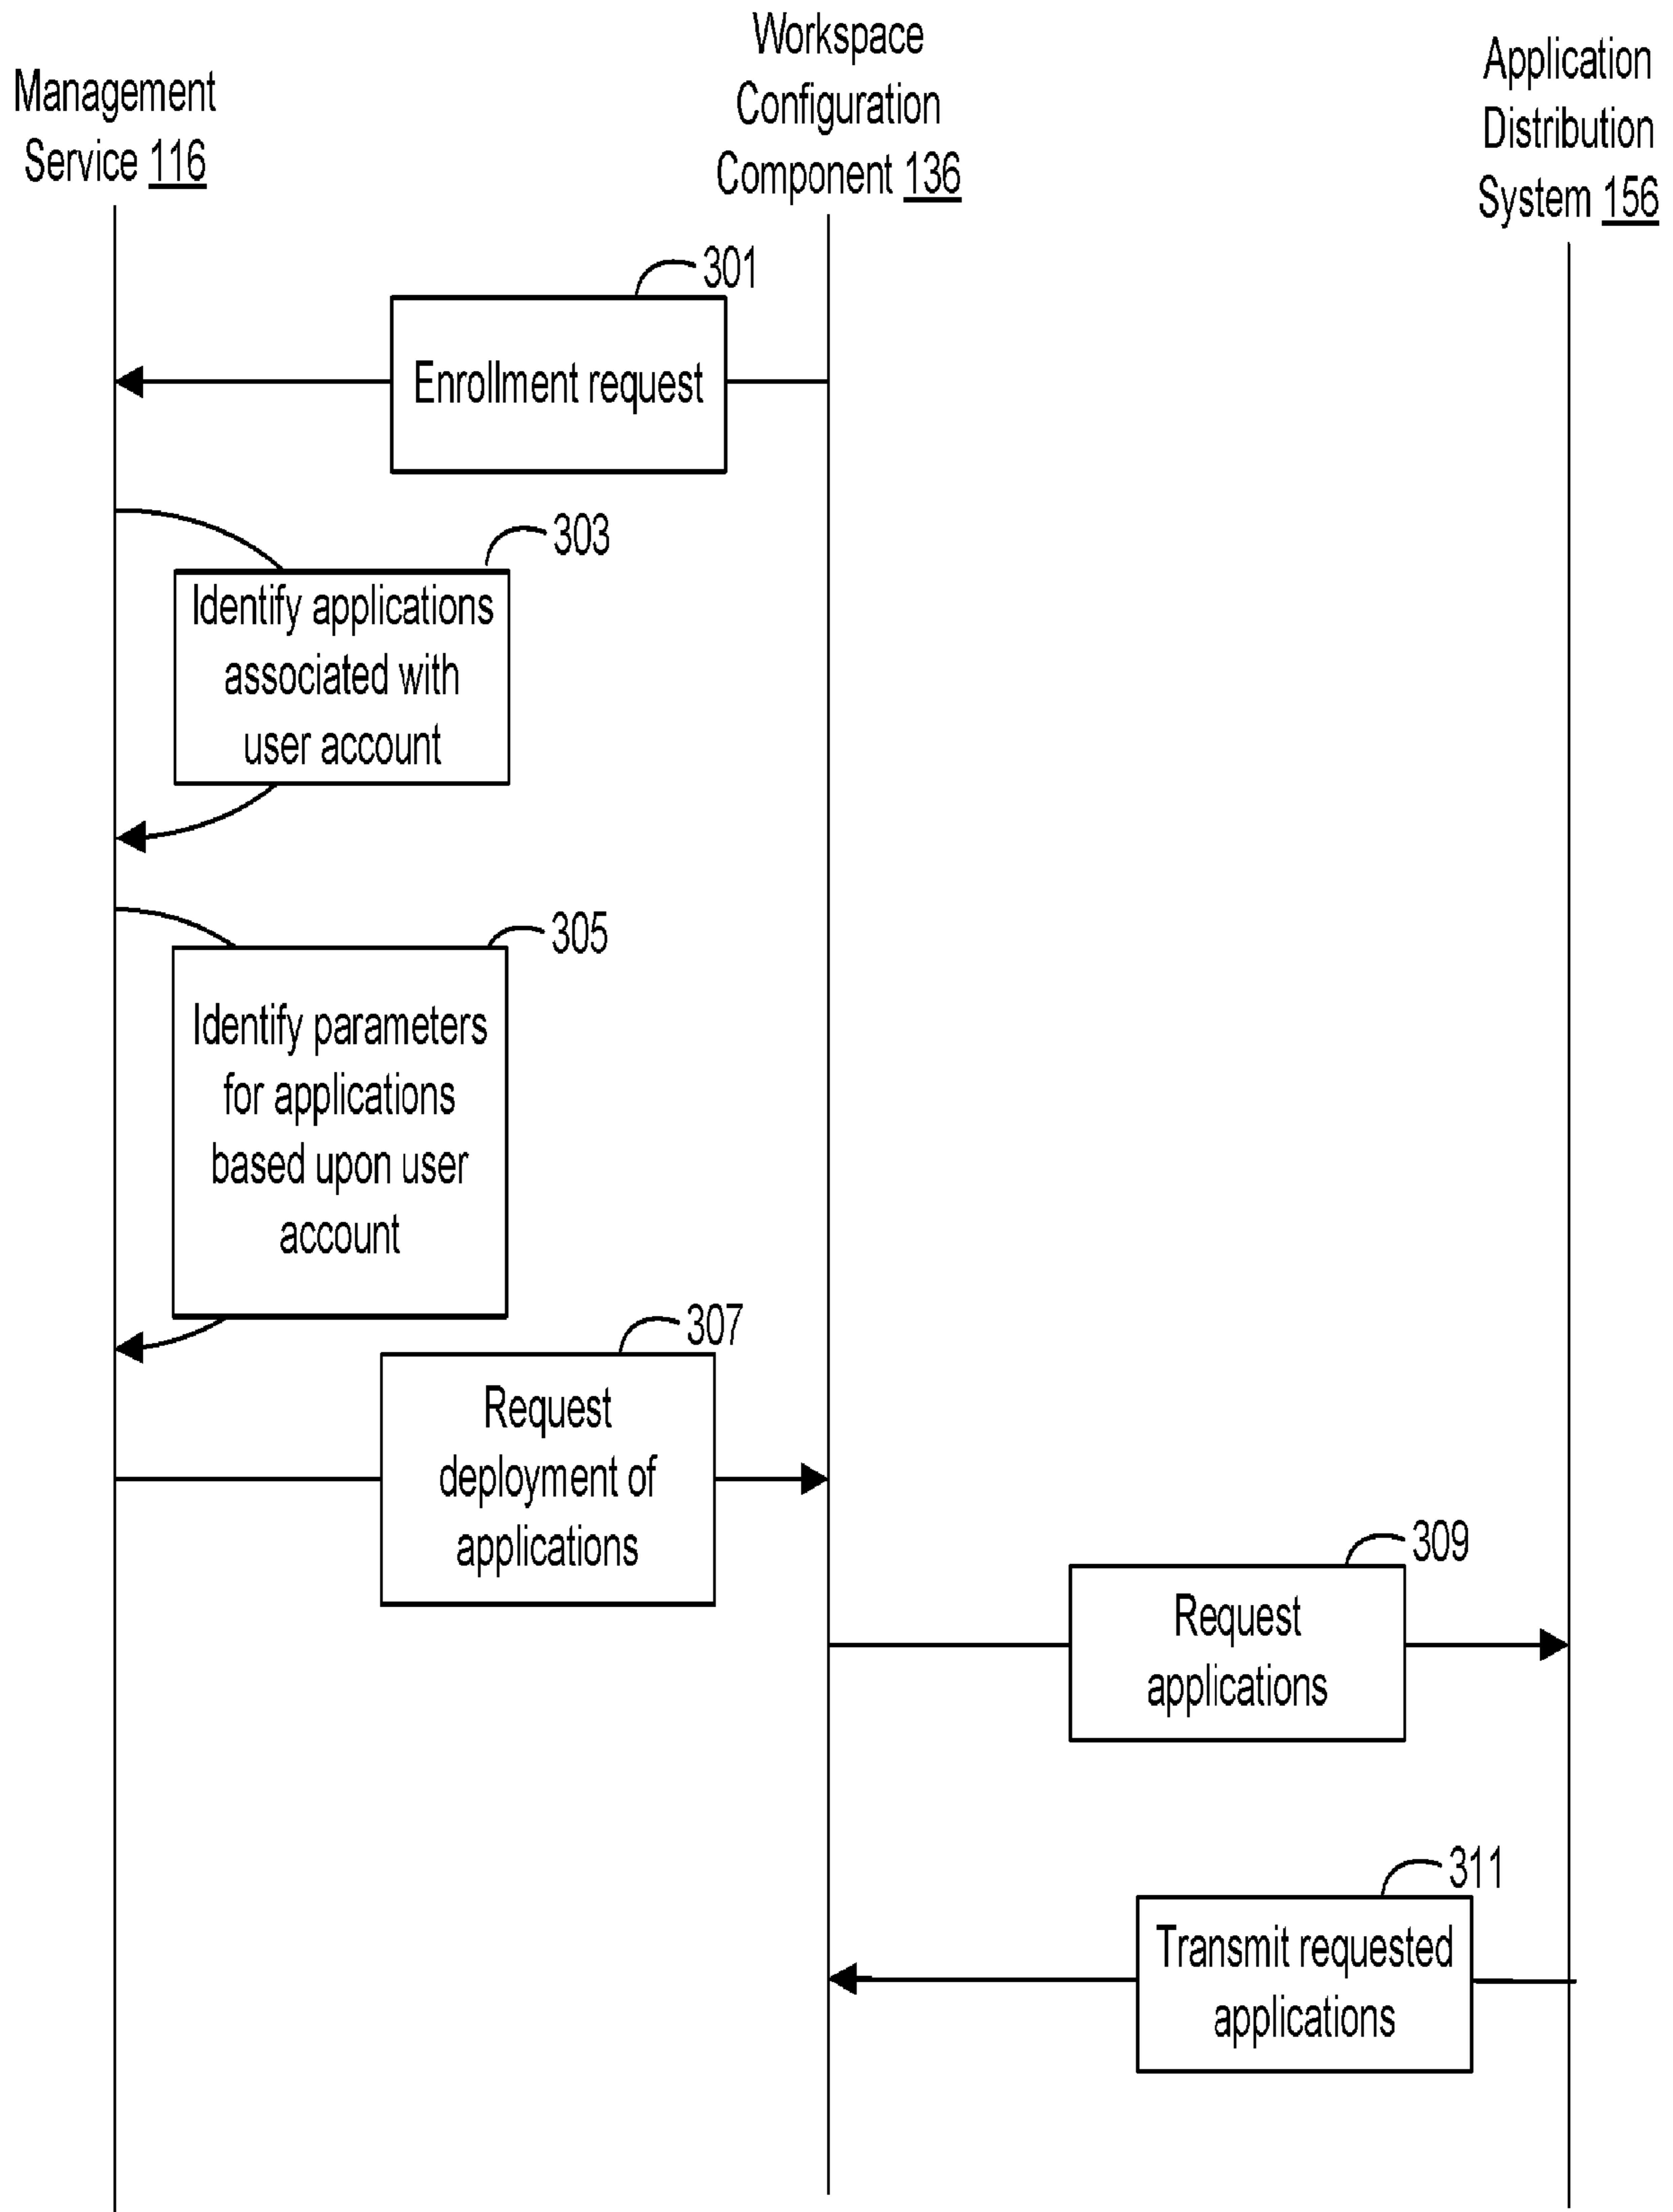 Workspace
Configuration
Component 136
Management
Service 116
Application
Distribution
System 156
301
Enrollment request
303
Identify applications
associated with
user account
305
Identify parameters
for applications
based upon user
account
307
Request
deployment of
applications
309
Request
applications
311
Transmit requested
applications